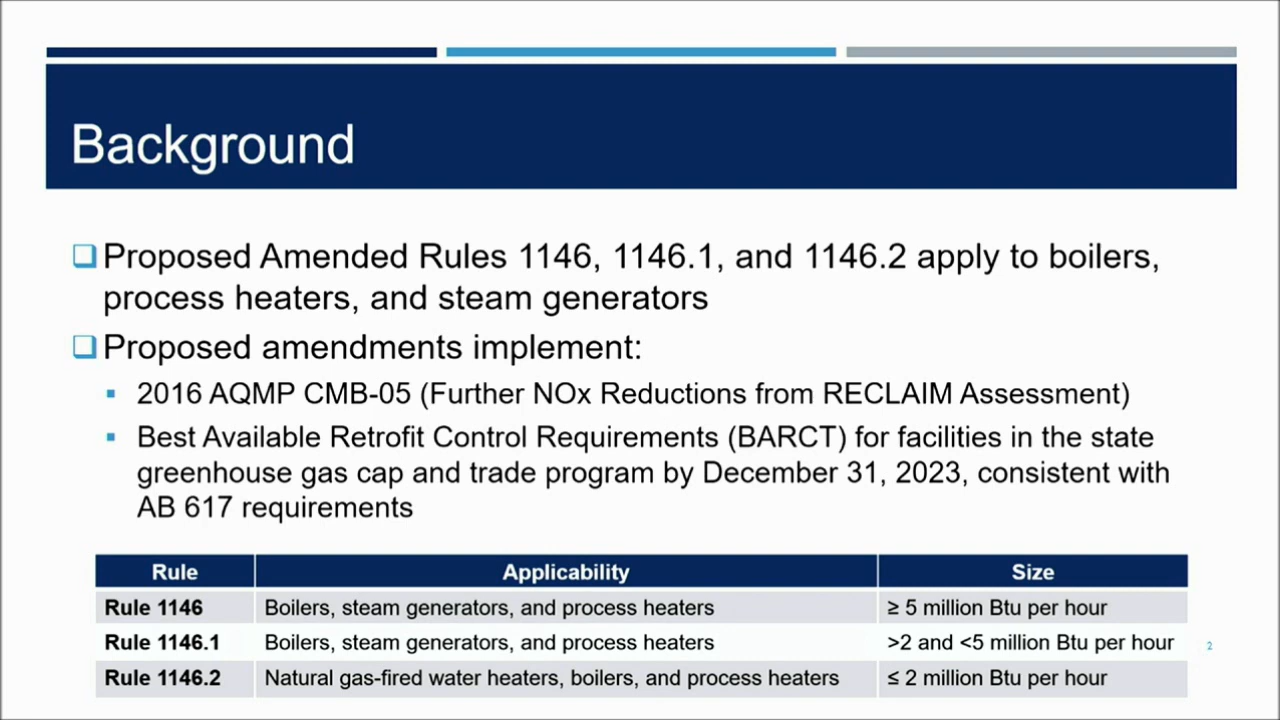 Background
Proposed Amended Rules 1146, 1146.1, and 1146.2 apply to boilers,
process heaters, and steam generators
Proposed amendments implement:
2016 AQMP CMB-05 (Further NOx Reductions from RECLAIM Assessment)
Best Available Retrofit Control Requirements (BARCT) for facilities in the state
greenhouse gas cap and trade program by December 31, 2023, consistent with
AB 617 requirements
Rule Applicability Size
Rule 1146 Boilers, steam generators, and process heaters ≥ 5 million Btu per hour
Rule 1146.1 Boilers, steam generators, and process heaters >2 and <5 million Btu per hour
2
Rule 1146.2 Natural gas-fired water heaters, boilers, and process heaters ≤ 2 million Btu per hour